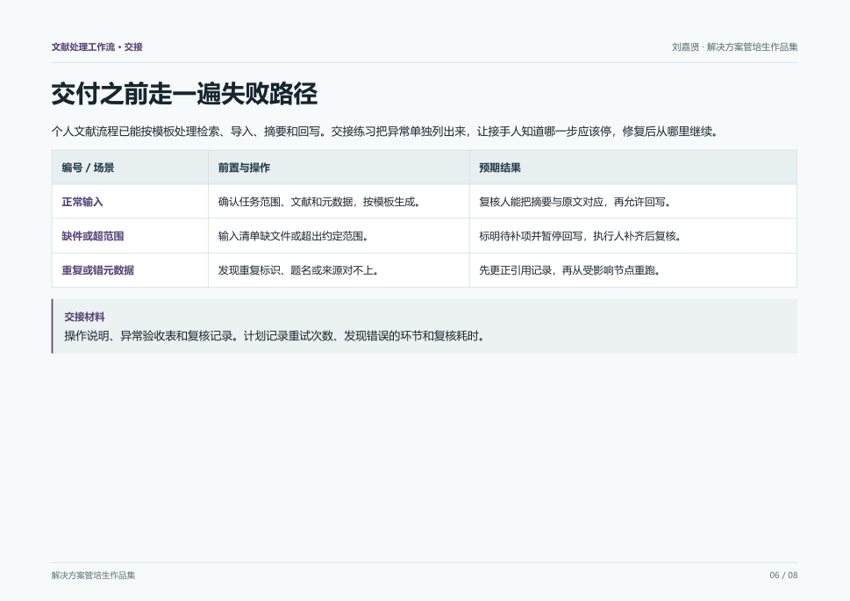 文献处理工作流·交接
刘嘉贤 · 解决方案管培生作品集
交付之前走一遍失败路径
个人文献流程已能按模板处理检索、导入、摘要和回写。交接练习把异常单独列出来，让接手人知道哪一步应该停，修复后从哪里继续。
编号 / 场景
前置与操作
预期结果
正常输入
确认任务范围、文献和元数据，按模板生成。
复核人能把摘要与原文对应，再允许回写。
缺件或超范围
输入清单缺文件或超出约定范围。
标明待补项并暂停回写，执行人补齐后复核。
重复或错元数据
发现重复标识、题名或来源对不上。
先更正引用记录，再从受影响节点重跑。
交接材料
操作说明、异常验收表和复核记录。计划记录重试次数、发现错误的环节和复核耗时。
解决方案管培生作品集
06 / 08